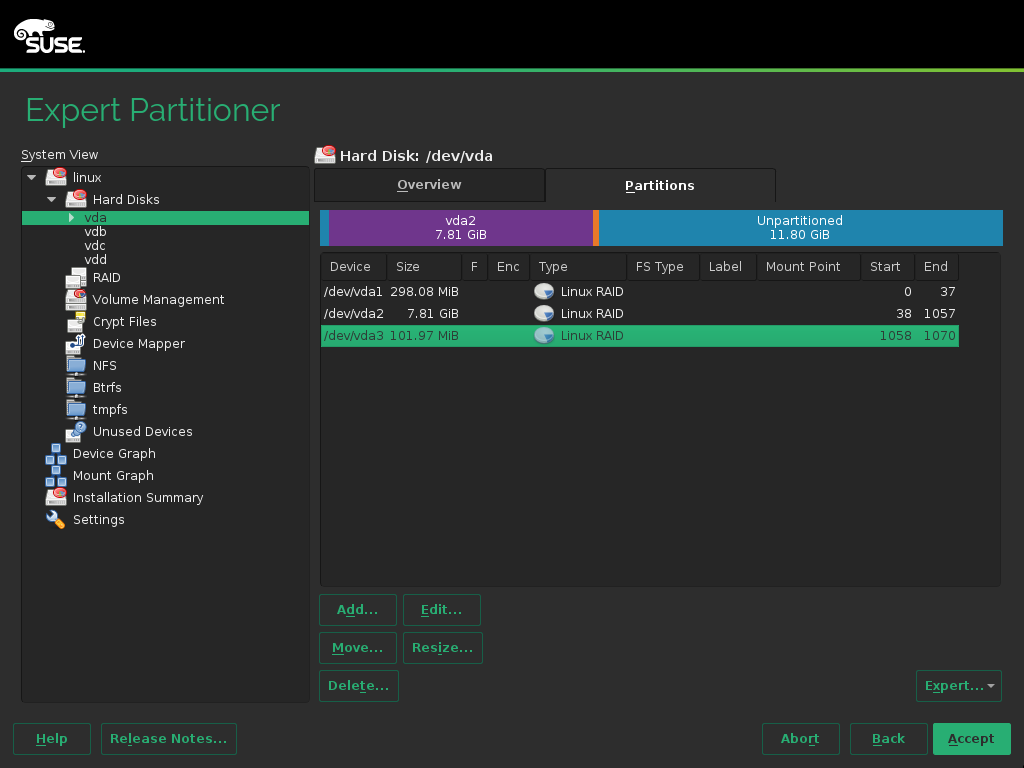 SUSE.
Expert Partitioner
System View
linux
Hard Disks
vda
vdb
vdc
vdd
RAID
Volume Management
Crypt Files
Device Mapper
NFS
Btrfs
tmpfs
Unused Devices
Device Graph
Mount Graph
Installation Summary
Settings
Hard Disk: /dev/vda
Overview Partitions
vda2 Unpartitioned
7.81 GiB 11.80 GiB
Device Size F Enc Type FS Type Label Mount Point Start End
/dev/vda1 298.08 MiB Linux RAID 0 37
/dev/vda2 7.81 GiB Linux RAID 38 1057
/dev/vda3 101.97 MiB Linux RAID 1058 1070
Add... Edit...
Move... Resize...
Delete... Expert...
Help Release Notes... Abort Back Accept